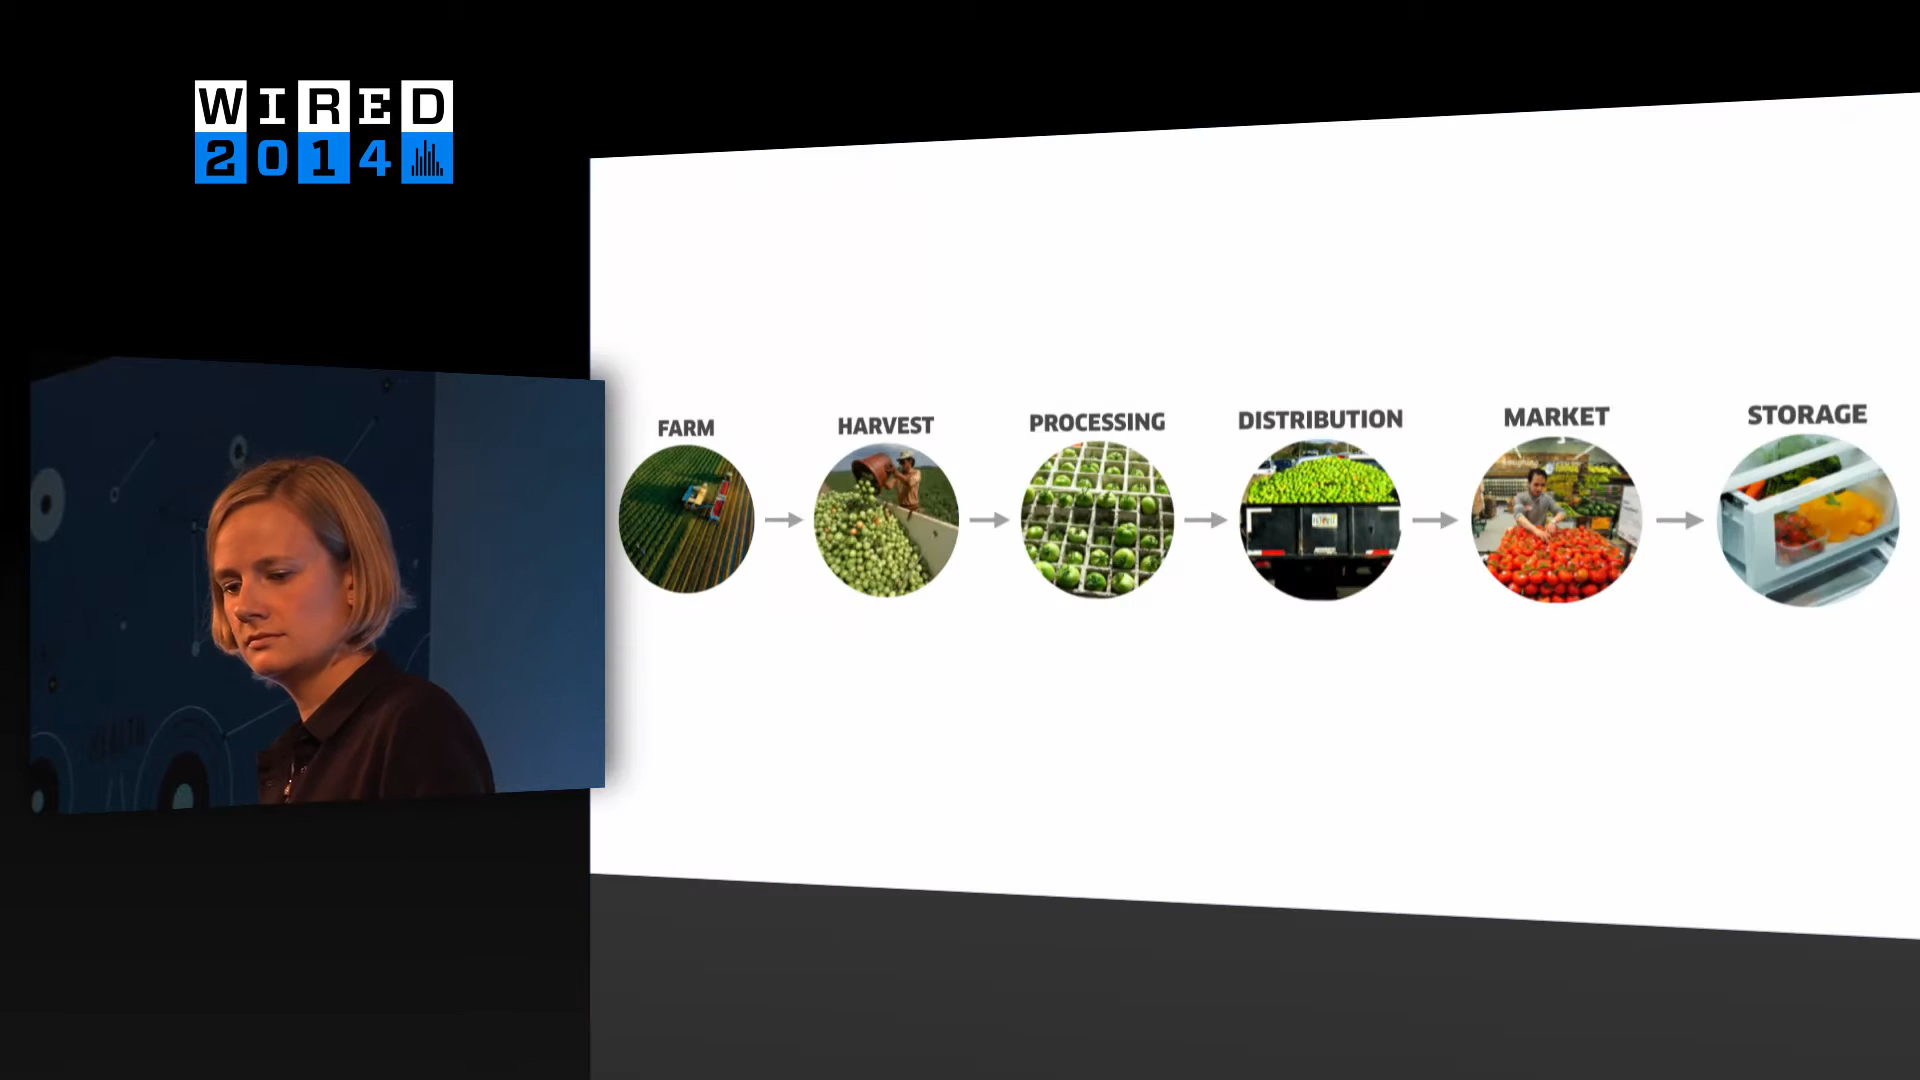 WIRED
2014
FARM
HARVEST
PROCESSING
DISTRIBUTION
MARKET
STORAGE